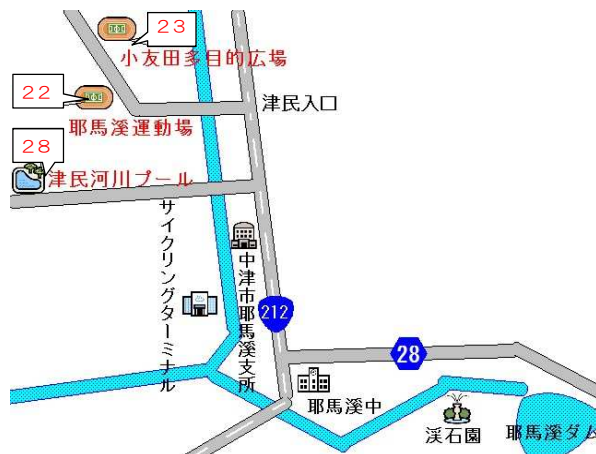 23
小友田多目的広場
22
津民入口
耶馬溪運動場
28
津民河川プール
サイクリングターミナル
中津市耶馬溪支所
212
28
耶馬溪中
渓石園
耶馬溪ダム